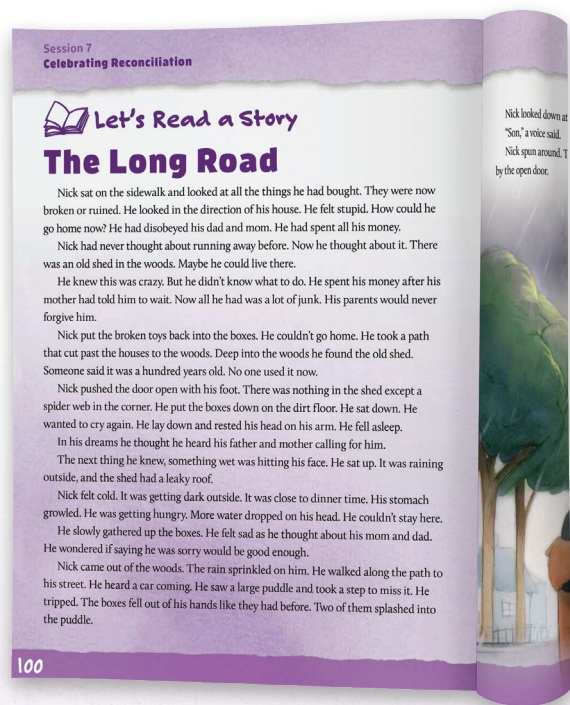 Session 7
Celebrating Reconciliation
Let's Read a Story
The Long Road
Nick sat on the sidewalk and looked at all the things he had bought. They were now
broken or ruined. He looked in the direction of his house. He felt stupid. How could he
go home now? He had disobeyed his dad and mom. He had spent all his money.
Nick had never thought about running away before. Now he thought about it. There
was an old shed in the woods. Maybe he could live there.
He knew this was crazy. But he didn't know what to do. He spent his money after his
mother had told him to wait. Now all he had was a lot of junk. His parents would never
forgive him.
Nick put the broken toys back into the boxes. He couldn't go home. He took a path
that cut past the houses to the woods. Deep into the woods he found the old shed.
Someone said it was a hundred years old. No one used it now.
Nick pushed the door open with his foot. There was nothing in the shed except a
spider web in the corner. He put the boxes down on the dirt floor. He sat down. He
wanted to cry again. He lay down and rested his head on his arm. He fell asleep.
In his dreams he thought he heard his father and mother calling for him.
The next thing he knew, something wet was hitting his face. He sat up. It was raining
outside, and the shed had a leaky roof.
Nick felt cold. It was getting dark outside. It was close to dinner time. His stomach
growled. He was getting hungry. More water dropped on his head. He couldn't stay here.
He slowly gathered up the boxes. He felt sad as he thought about his mom and dad.
He wondered if saying he was sorry would be good enough.
Nick came out of the woods. The rain sprinkled on him. He walked along the path to
his street. He heard a car coming. He saw a large puddle and took a step to miss it. He
tripped. The boxes fell out of his hands like they had before. Two of them splashed into
the puddle.
100
Nick looked down at
"Son," a voice said.
Nick spun around.
by the open door.